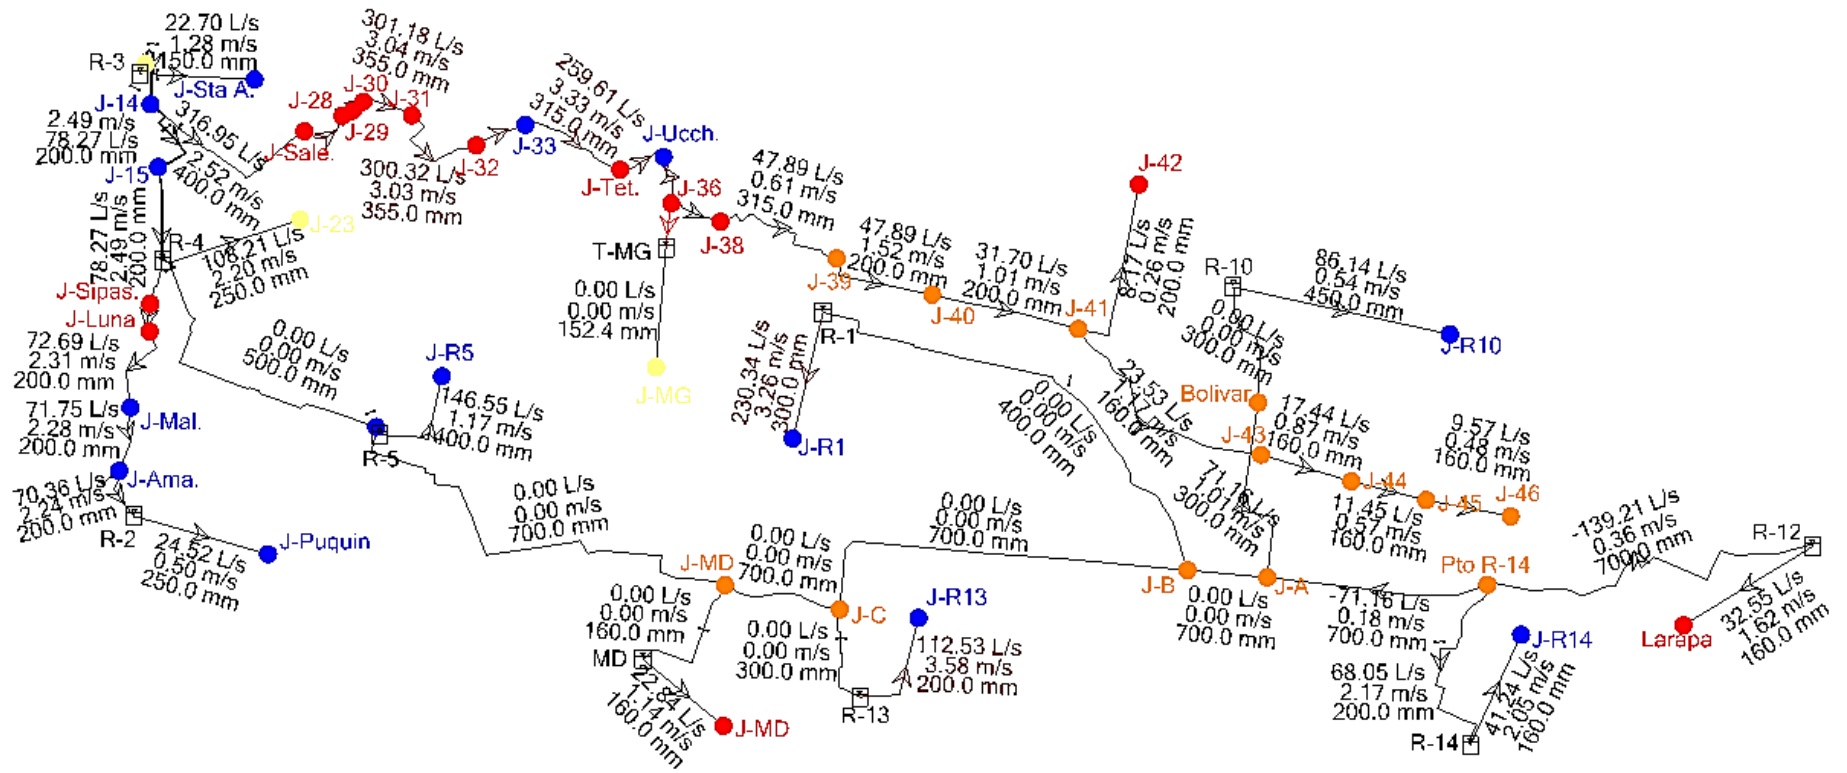 22.70 L/s
1.28 m/s
150.0 mm
R-3
J-Sta A.
J-14
2.49 m/s
78.27 L/s
200.0 mm
J-15
316.95 L/s
2.52 m/s
400.0 mm
J-Sale.
J-28
J-29
J-30
J-31
301.18 L/s
3.04 m/s
355.0 mm
300.32 L/s
3.03 m/s
355.0 mm
J-32
J-33
259.61 L/s
3.33 m/s
315.0 mm
J-Tet.
J-Ucch.
J-36
J-38
47.89 L/s
0.61 m/s
315.0 mm
T-MG
0.00 L/s
0.00 m/s
152.4 mm
J-MG
78.27 L/s
2.49 m/s
200.0 mm
R-4
J-23
108.21 L/s
2.20 m/s
250.0 mm
J-Sipas.
J-Luna
72.69 L/s
2.31 m/s
200.0 mm
71.75 L/s
2.28 m/s
200.0 mm
J-Mal.
J-Ama.
70.36 L/s
2.24 m/s
200.0 mm
R-2
24.52 L/s
0.50 m/s
250.0 mm
J-Puquin
0.00 L/s
0.00 m/s
500.0 mm
J-R5
146.55 L/s
1.17 m/s
400.0 mm
R-5
0.00 L/s
0.00 m/s
700.0 mm
J-39
47.89 L/s
1.52 m/s
200.0 mm
J-40
31.70 L/s
1.01 m/s
200.0 mm
J-41
J-42
8.17 L/s
0.26 m/s
200.0 mm
R-1
230.34 L/s
3.26 m/s
300.0 mm
J-R1
0.00 L/s
0.00 m/s
400.0 mm
23.53 L/s
1.17 m/s
160.0 mm
R-10
86.14 L/s
0.54 m/s
450.0 mm
J-R10
0.00 L/s
0.00 m/s
300.0 mm
Bolivar
J-43
17.44 L/s
0.87 m/s
160.0 mm
J-44
11.45 L/s
0.57 m/s
160.0 mm
J-45
9.57 L/s
0.48 m/s
160.0 mm
J-46
71.16 L/s
1.01 m/s
300.0 mm
J-MD
0.00 L/s
0.00 m/s
160.0 mm
MD
22.84 L/s
1.14 m/s
160.0 mm
J-MD
0.00 L/s
0.00 m/s
700.0 mm
J-C
0.00 L/s
0.00 m/s
300.0 mm
R-13
J-R13
112.53 L/s
3.58 m/s
200.0 mm
0.00 L/s
0.00 m/s
700.0 mm
J-B
0.00 L/s
0.00 m/s
700.0 mm
J-A
-71.16 L/s
0.18 m/s
700.0 mm
Pto R-14
68.05 L/s
2.17 m/s
200.0 mm
R-14
41.24 L/s
2.05 m/s
160.0 mm
J-R14
-139.21 L/s
0.36 m/s
700.0 mm
R-12
32.55 L/s
1.62 m/s
160.0 mm
Larapa